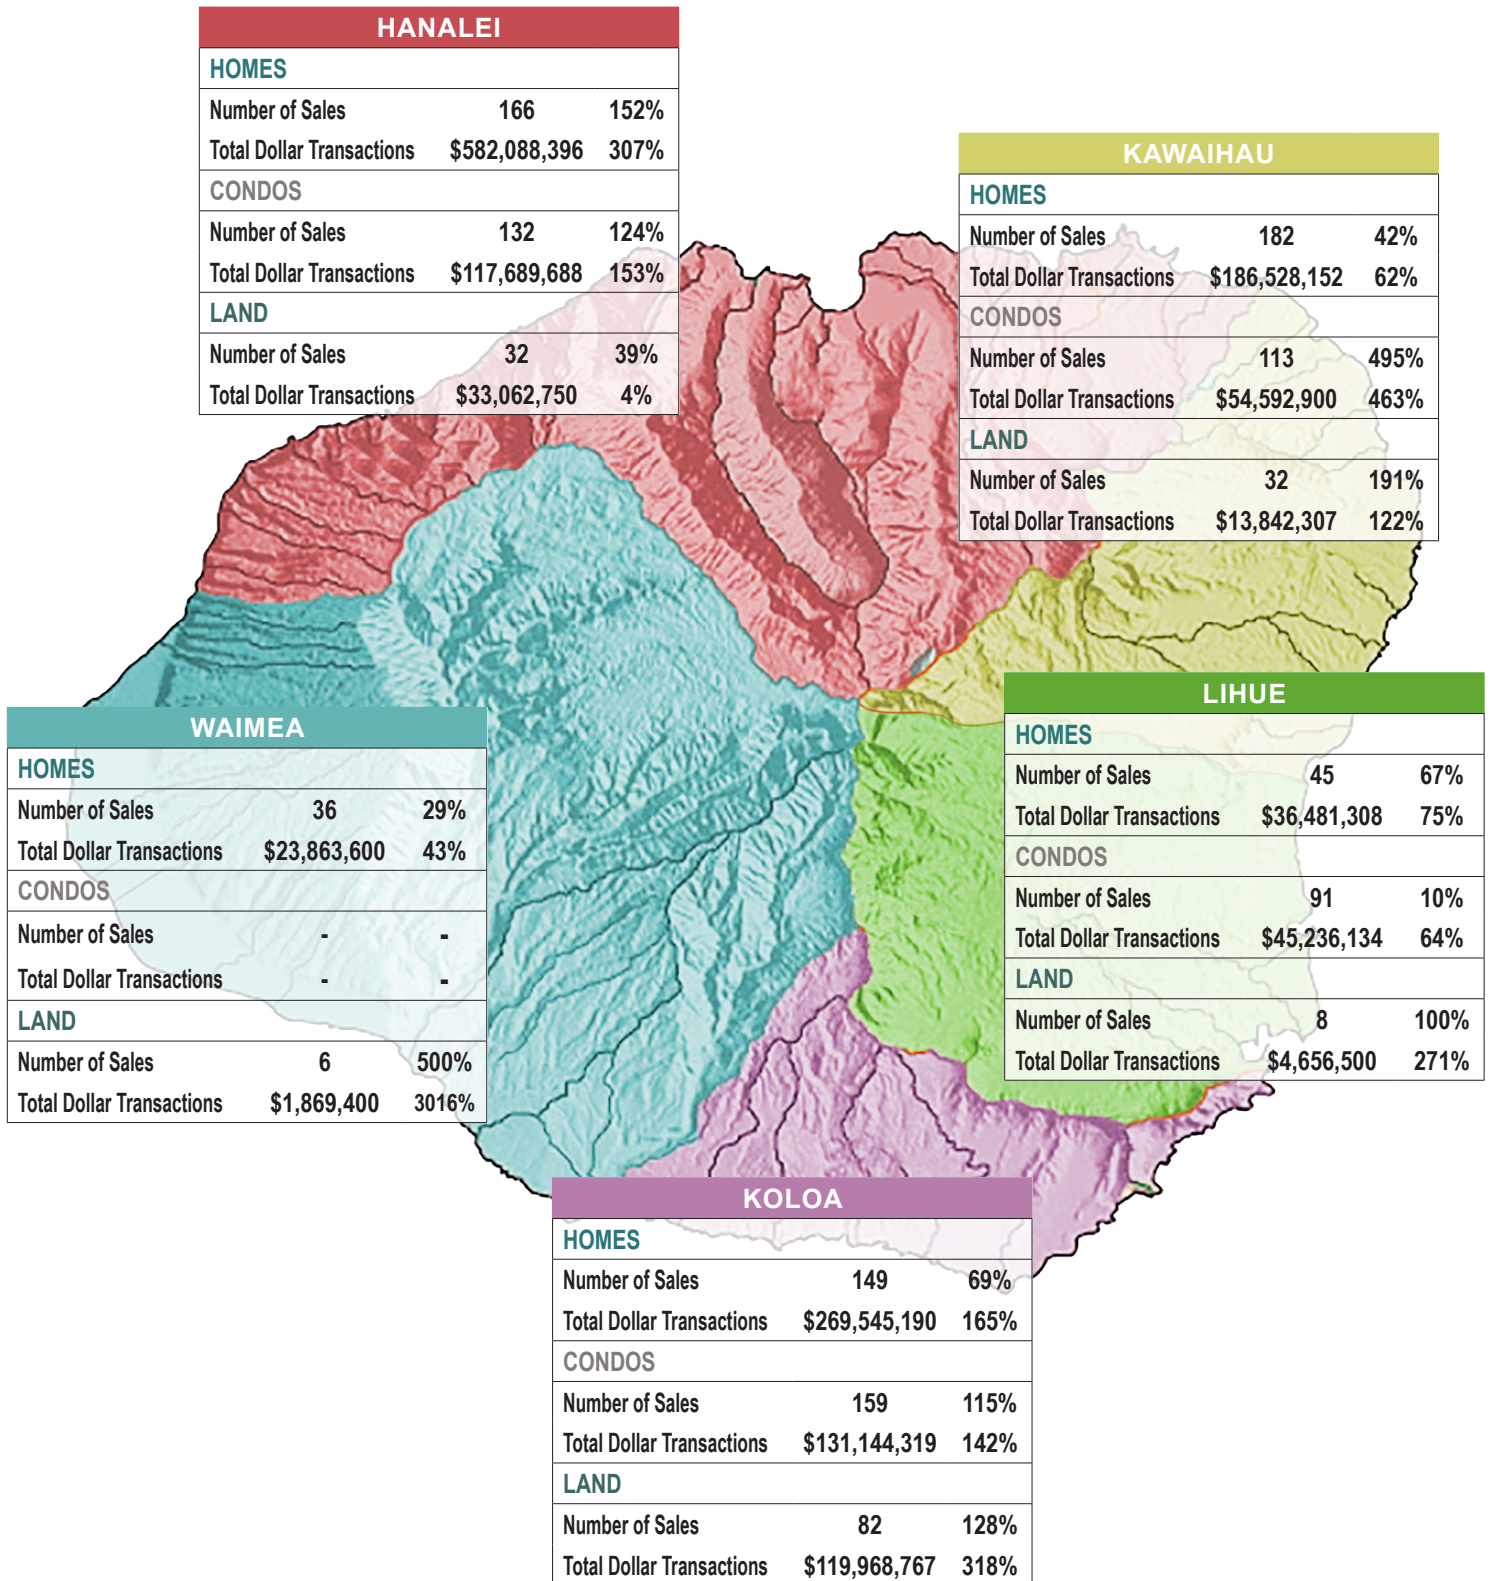 HANALEI
HOMES
Number of Sales 166 152%
Total Dollar Transactions $582,088,396 307%
CONDOS
Number of Sales 132 124%
Total Dollar Transactions $117,689,688 153%
LAND
Number of Sales 32 39%
Total Dollar Transactions $33,062,750 4%
KAWAIHAU
HOMES
Number of Sales 182 42%
Total Dollar Transactions $186,528,152 62%
CONDOS
Number of Sales 113 495%
Total Dollar Transactions $54,592,900 463%
LAND
Number of Sales 32 191%
Total Dollar Transactions $13,842,307 122%
LIHUE
HOMES
Number of Sales 45 67%
Total Dollar Transactions $36,481,308 75%
CONDOS
Number of Sales 91 10%
Total Dollar Transactions $45,236,134 64%
LAND
Number of Sales 8 100%
Total Dollar Transactions $4,656,500 271%
WAIMEA
HOMES
Number of Sales 36 29%
Total Dollar Transactions $23,863,600 43%
CONDOS
Number of Sales - -
Total Dollar Transactions - -
LAND
Number of Sales 6 500%
Total Dollar Transactions $1,869,400 3016%
KOLOA
HOMES
Number of Sales 149 69%
Total Dollar Transactions $269,545,190 165%
CONDOS
Number of Sales 159 115%
Total Dollar Transactions $131,144,319 142%
LAND
Number of Sales 82 128%
Total Dollar Transactions $119,968,767 318%